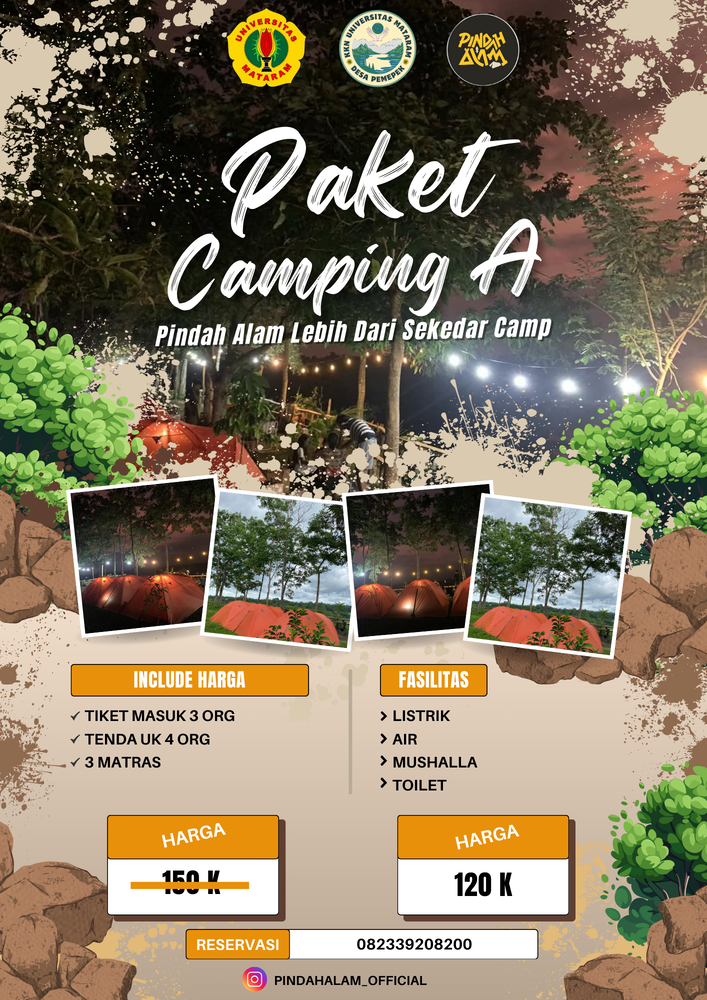 UNIVERSITAS MATARAM
KKN UNIVERSITAS MATARAM
DESA PEMEPEK
PINDAH ALAM
Paket
Camping A
Pindah Alam Lebih Dari Sekedar Camp
INCLUDE HARGA
TIKET MASUK 3 ORG
TENDA UK 4 ORG
3 MATRAS
FASILITAS
LISTRIK
AIR
MUSHALLA
TOILET
HARGA
150 K
HARGA
120 K
RESERVASI 082339208200
PINDAHALAM_OFFICIAL